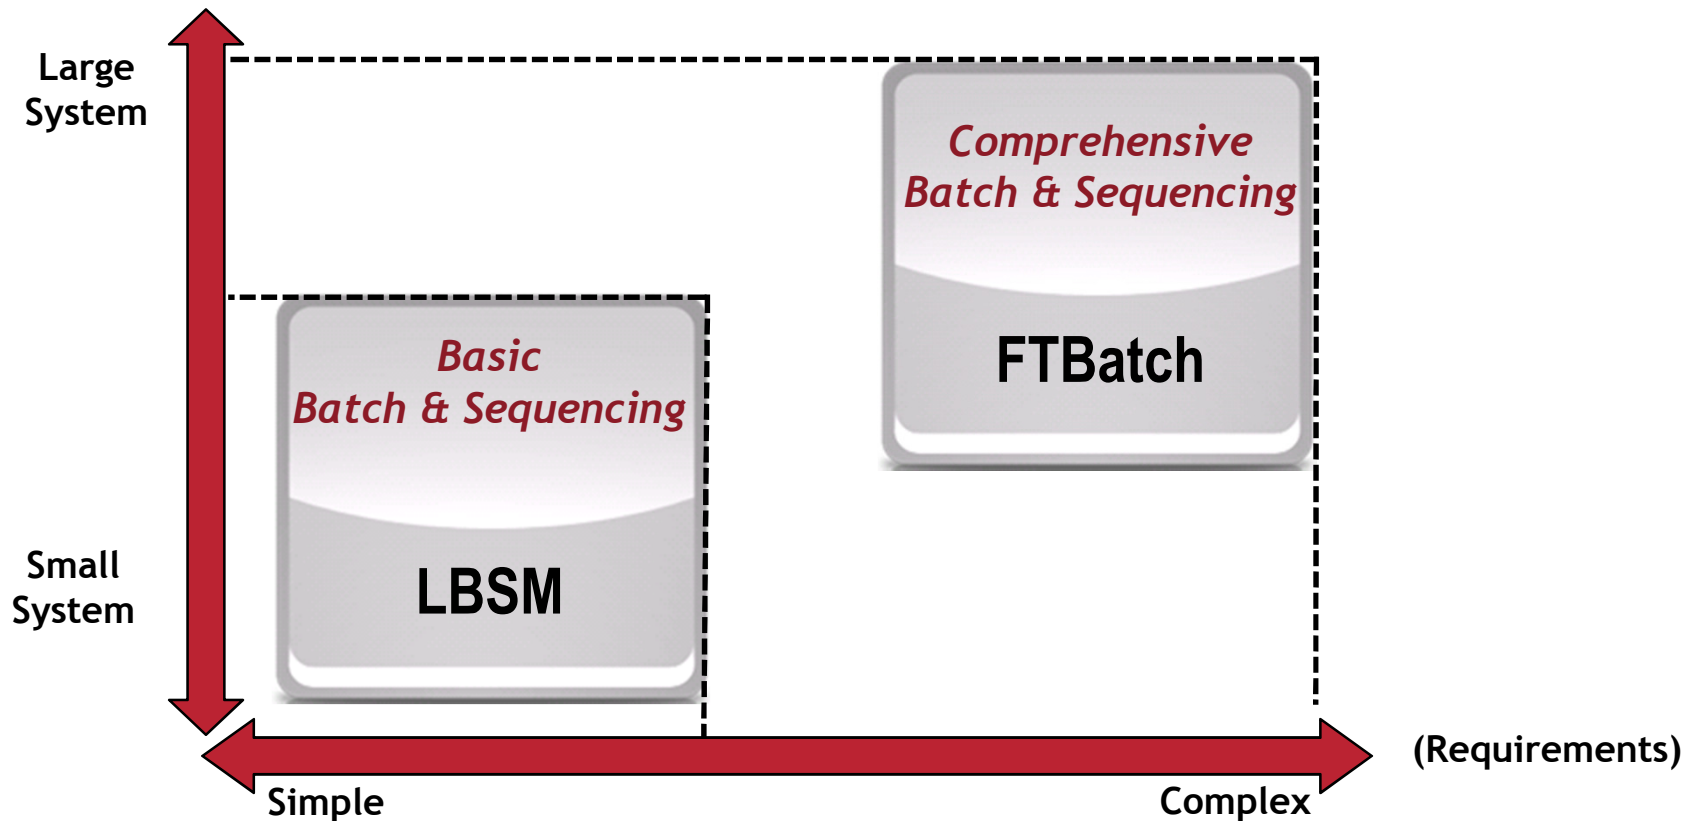 Large
System
Comprehensive
Batch & Sequencing
FTBatch
Basic
Batch & Sequencing
LBSM
Small
System
(Requirements)
Simple
Complex